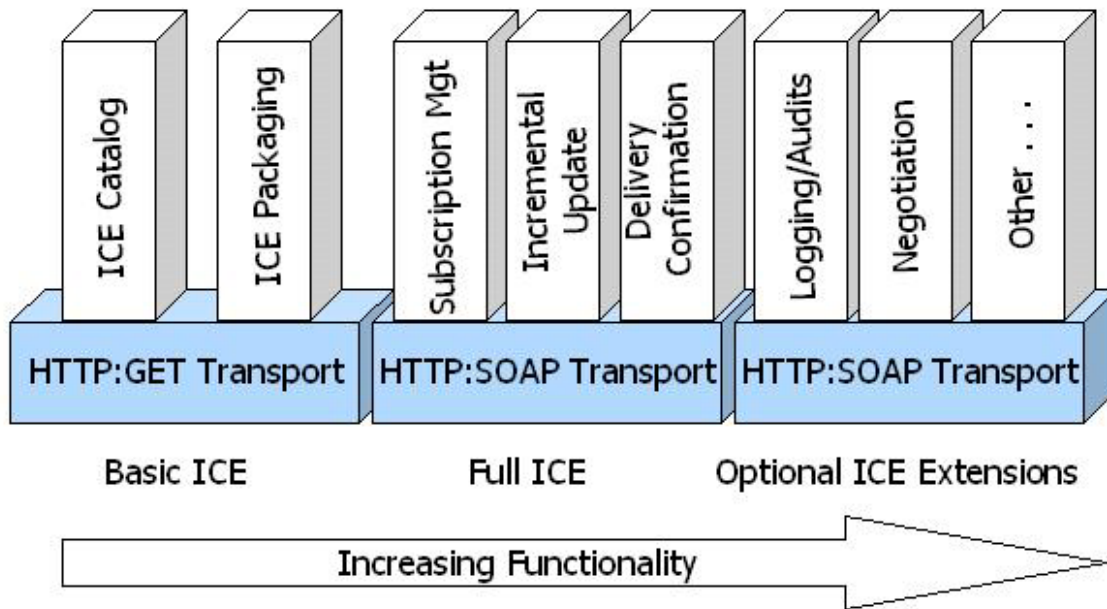 ICE Catalog
ICE Packaging
Subscription Mgt
Incremental
Update
Delivery
Confirmation
Logging/Audits
Negotiation
Other . . . .
HTTP:GET Transport
HTTP:SOAP Transport
HTTP:SOAP Transport
Basic ICE
Full ICE
Optional ICE Extensions
Increasing Functionality